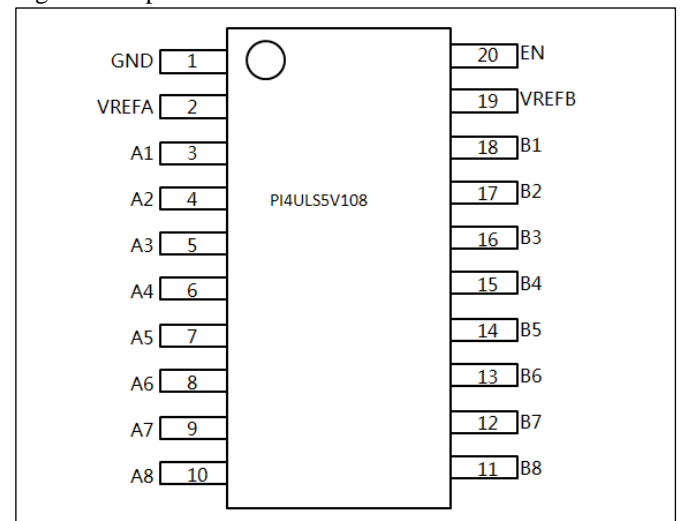 GND 1 20 EN
VREFA 2 19 VREFB
A1 3 18 B1
A2 4 PI4ULS5V108 17 B2
A3 5 16 B3
A4 6 15 B4
A5 7 14 B5
A6 8 13 B6
A7 9 12 B7
A8 10 11 B8